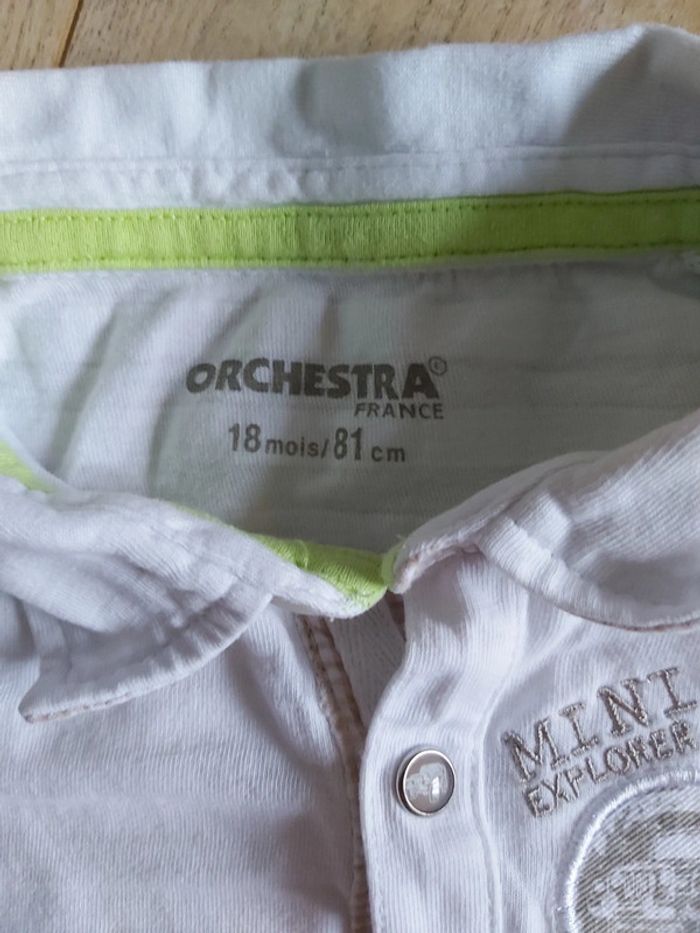 ORCHESTRA©
FRANCE
18 mois/81 cm
MINI
EXPLORER